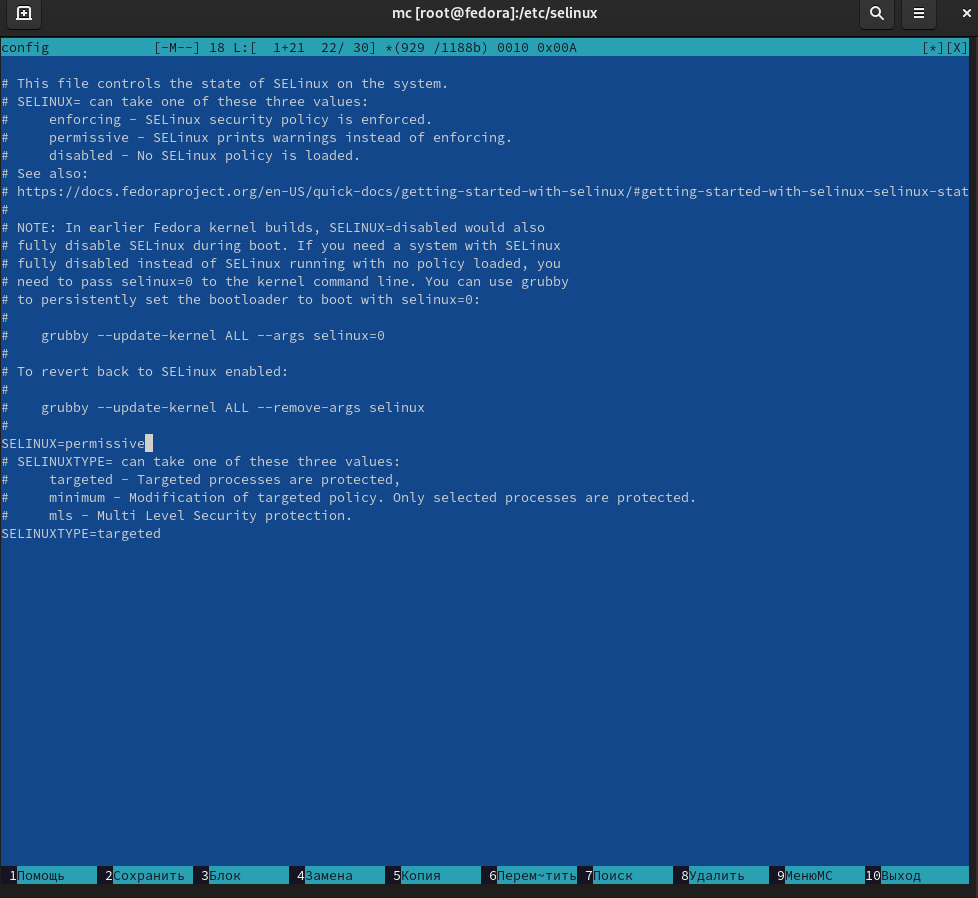 mc [root@fedora]:/etc/selinux
config [-M--] 18 L:[ 1+21 22/ 30] *(929 /1188b) 0010 0x00A [*][X]
# This file controls the state of SELinux on the system.
# SELINUX= can take one of these three values:
#     enforcing - SELinux security policy is enforced.
#     permissive - SELinux prints warnings instead of enforcing.
#     disabled - No SELinux policy is loaded.
# See also:
# https://docs.fedoraproject.org/en-US/quick-docs/getting-started-with-selinux/#getting-started-with-selinux-selinux-stat
#
# NOTE: In earlier Fedora kernel builds, SELINUX=disabled would also
# fully disable SELinux during boot. If you need a system with SELinux
# fully disabled instead of SELinux running with no policy loaded, you
# need to pass selinux=0 to the kernel command line. You can use grubby
# to persistently set the bootloader to boot with selinux=0:
#
#    grubby --update-kernel ALL --args selinux=0
#
# To revert back to SELinux enabled:
#
#    grubby --update-kernel ALL --remove-args selinux
#
SELINUX=permissive
# SELINUXTYPE= can take one of these three values:
#     targeted - Targeted processes are protected,
#     minimum - Modification of targeted policy. Only selected processes are protected.
#     mls - Multi Level Security protection.
SELINUXTYPE=targeted
1Помощь 2Сохранить 3Блок 4Замена 5Копия 6Перем~тить 7Поиск 8Удалить 9МенюMC 10Выход